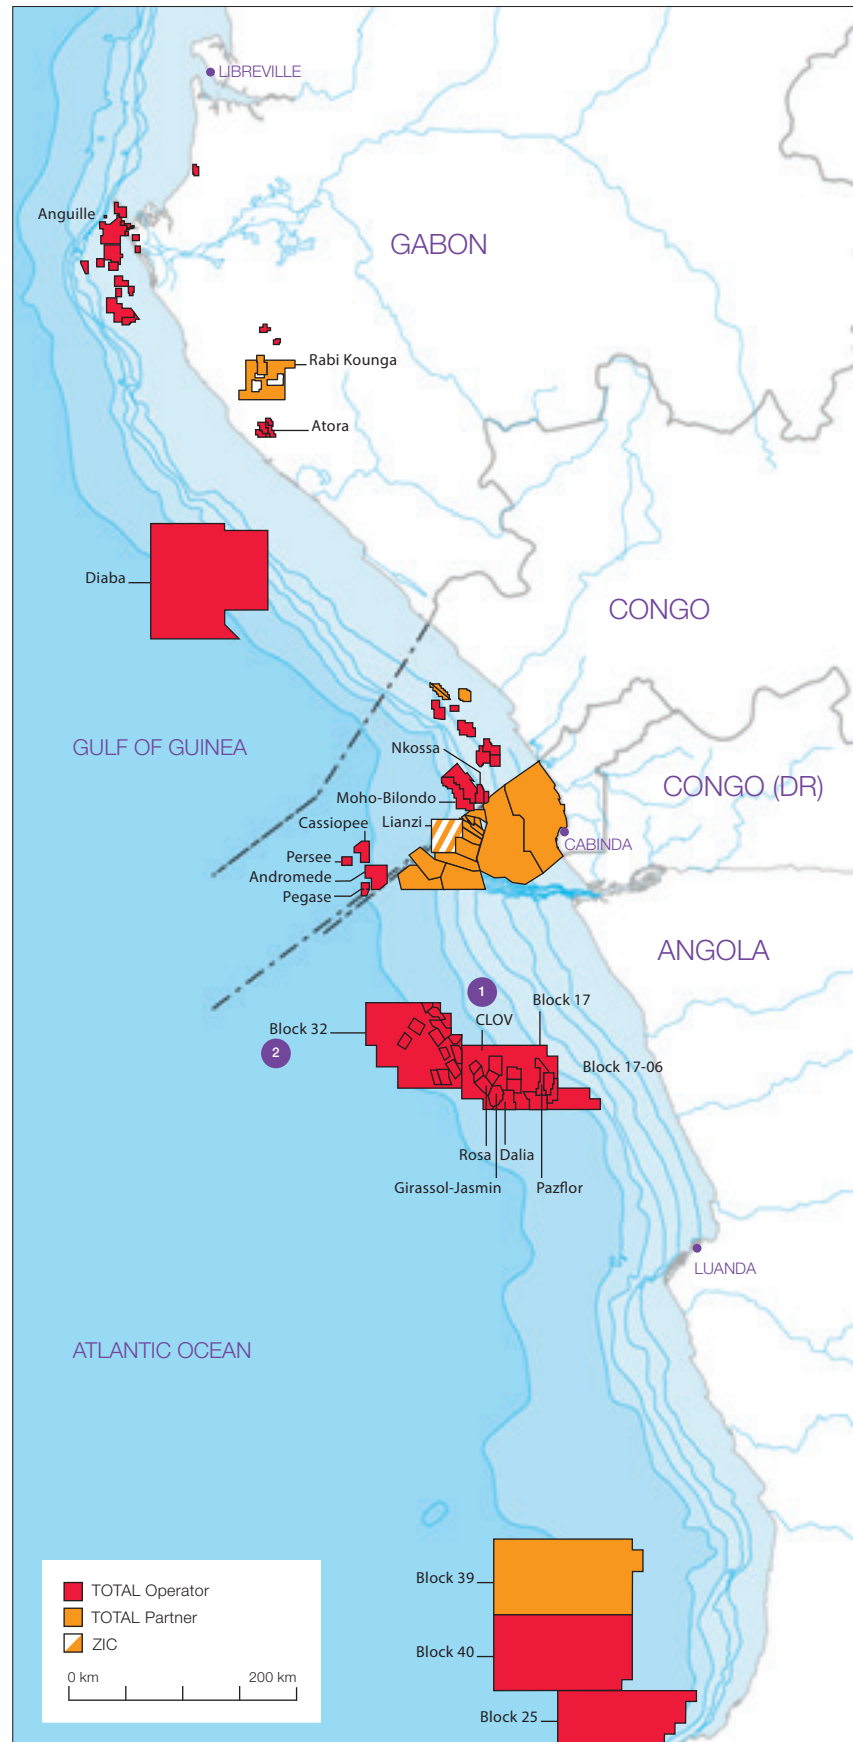 LIBREVILLE
Anguille
GABON
Rabi Kounga
Atora
Diaba
CONGO
GULF OF GUINEA
Nkossa
CONGO (DR)
Moho-Bilondo
Cassiopee
Lianzi
CABINDA
Persee
Andromede
Pegase
ANGOLA
1
Block 17
CLOV
Block 32
2
Block 17-06
Rosa
Dalia
Girassol-Jasmin
Pazflor
LUANDA
ATLANTIC OCEAN
Block 39
TOTAL Operator
TOTAL Partner
ZIC
Block 40
0 km
200 km
Block 25